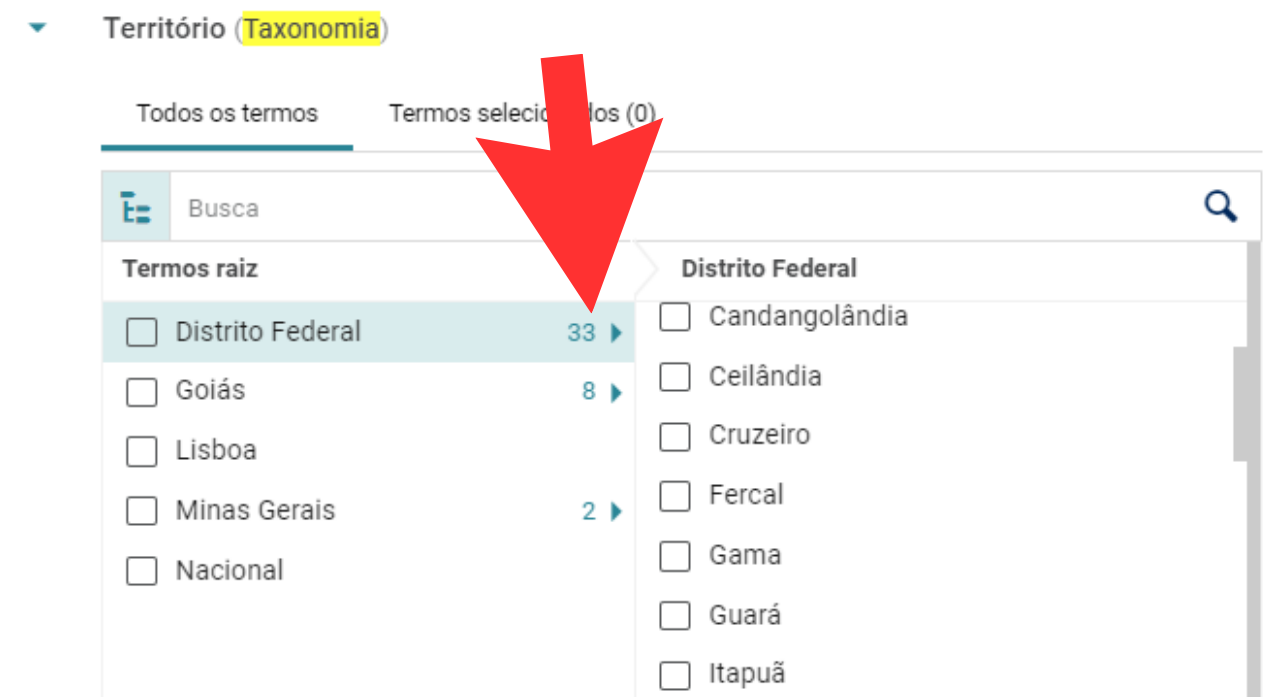 Território (Taxonomia)
Todos os termos
Termos selecionados (0)
Busca
Termos raiz
Distrito Federal 33
Goiás 8
Lisboa
Minas Gerais 2
Nacional
Distrito Federal
Candangolândia
Ceilândia
Cruzeiro
Fercal
Gama
Guará
Itapuã